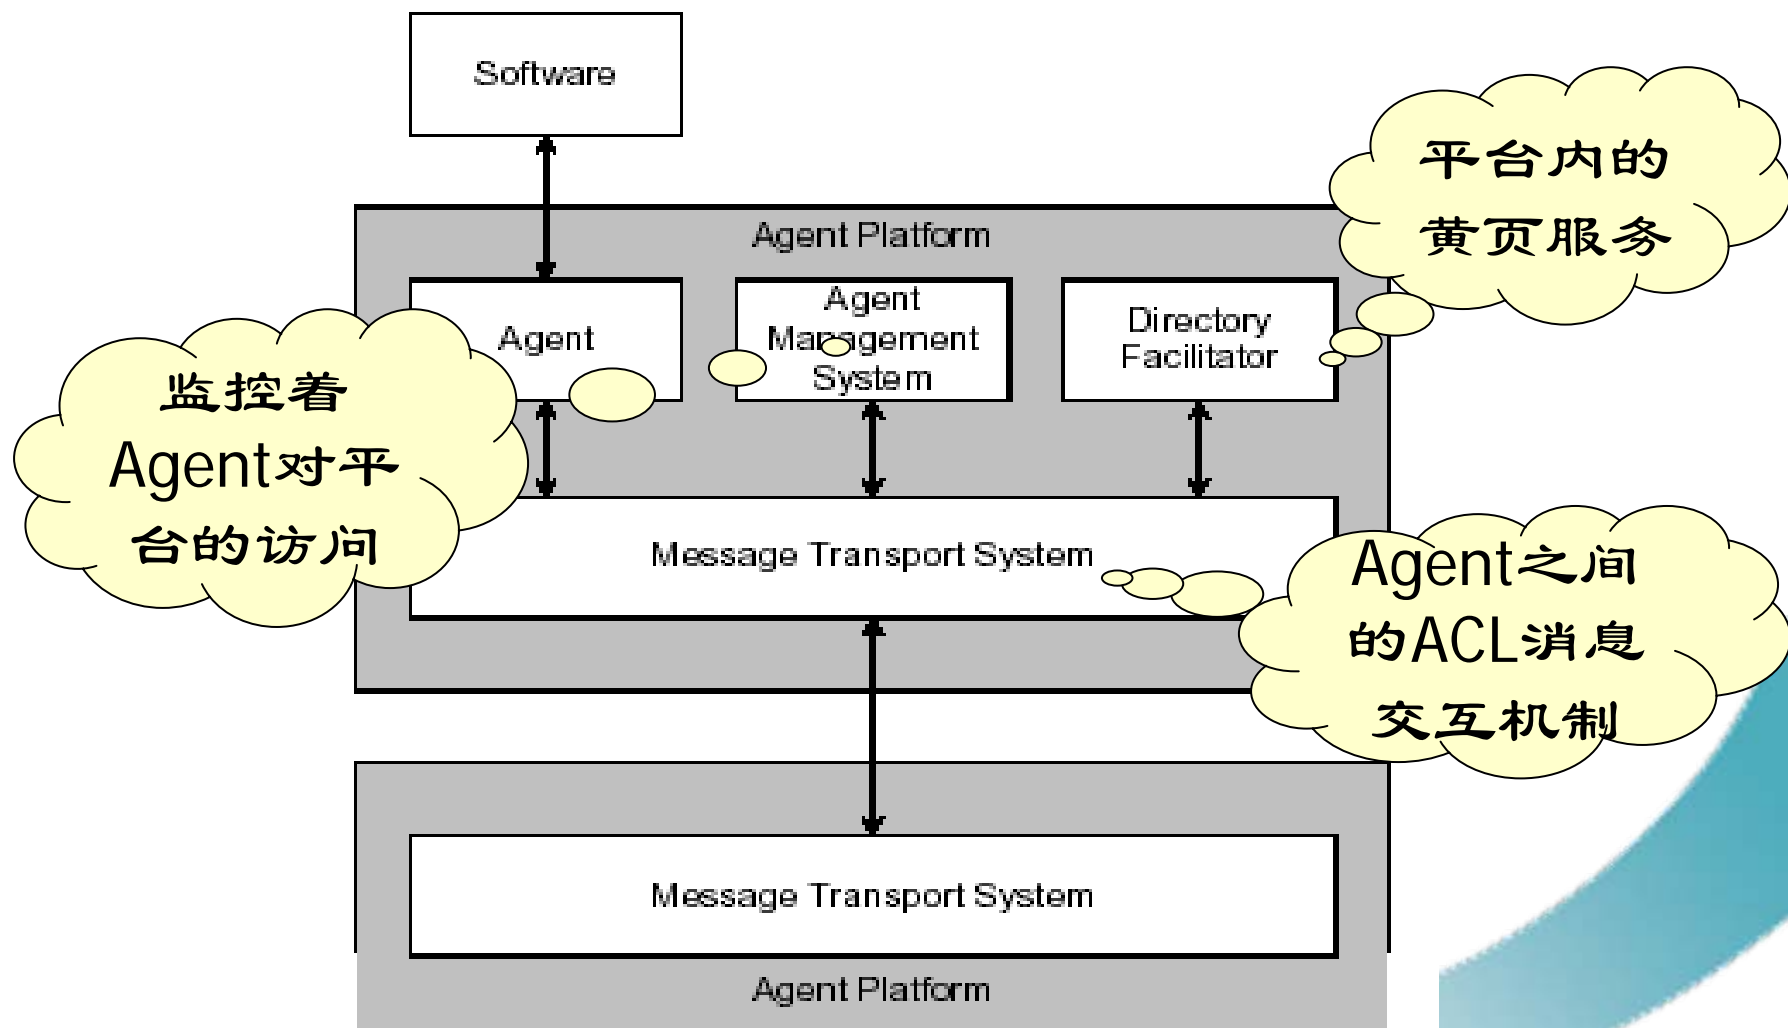 Software
Agent Platform
Agent
Agent
Management
System
Directory
Facilitator
平台内的
黄页服务
监控着
Agent对平
台的访问
Message Transport System
Agent之间
的ACL消息
交互机制
Message Transport System
Agent Platform